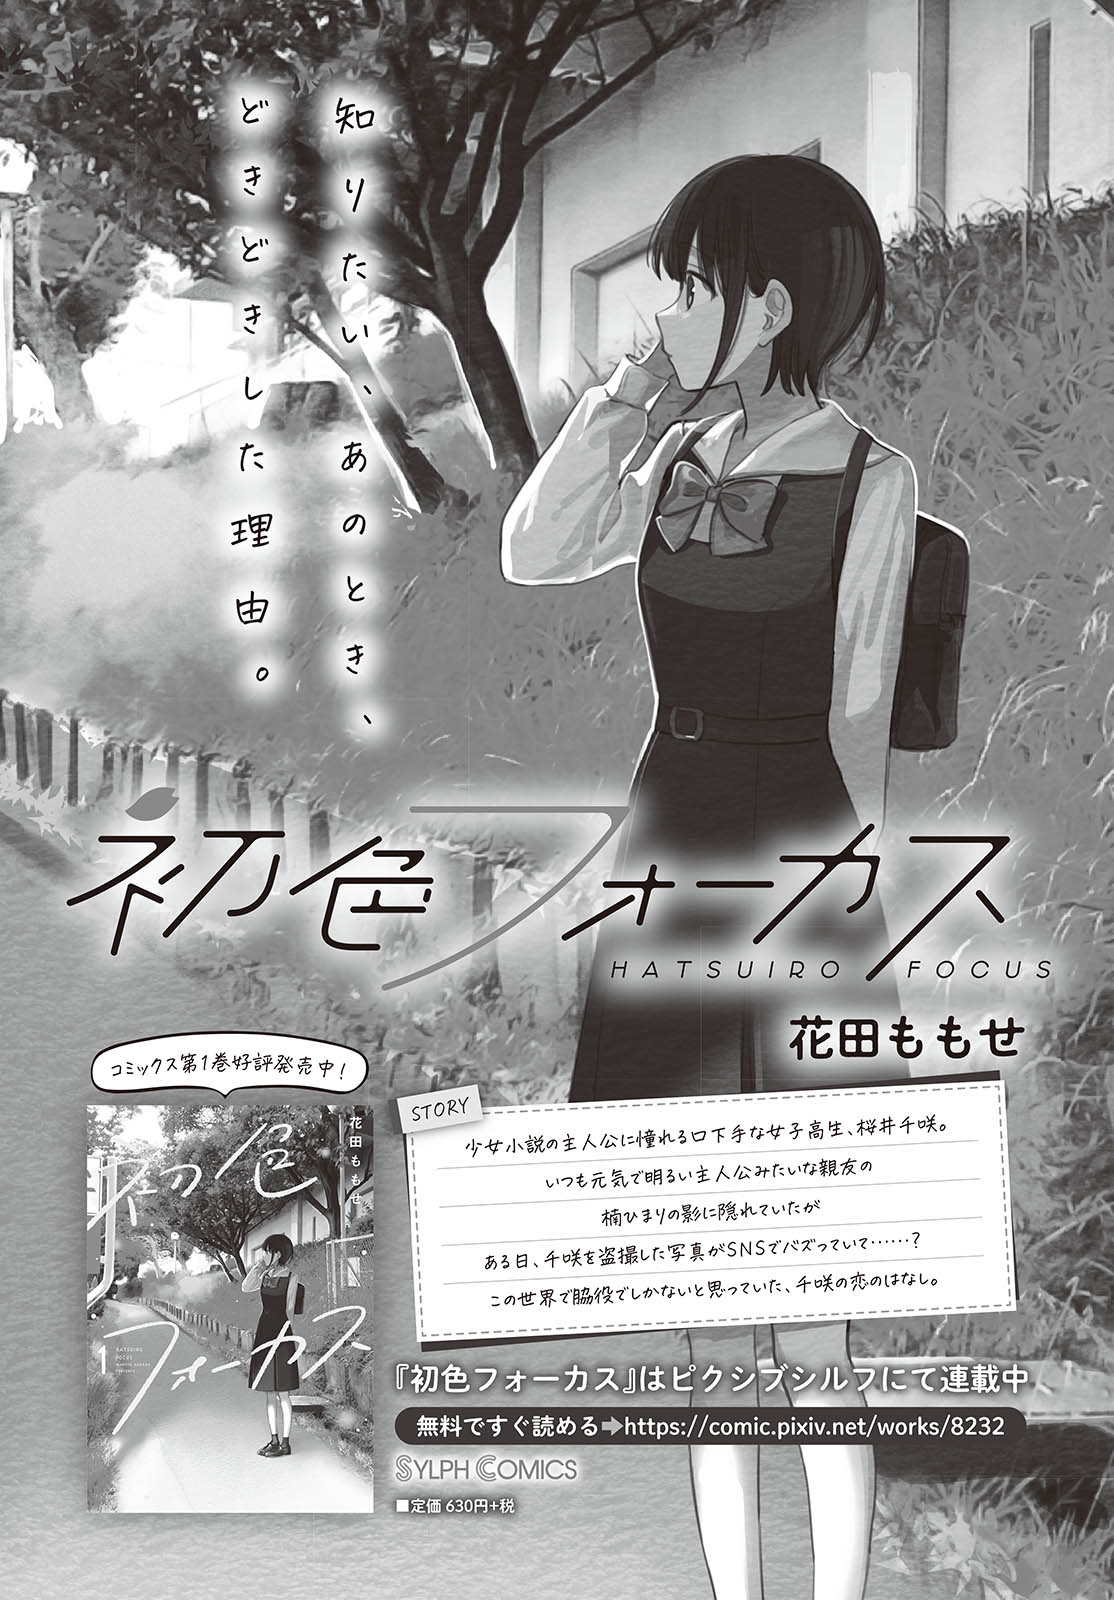 知りたい、あのとき、
どきどきした理由。
初色フォーカス
HATSUIRO FOCUS
花田ももせ
コミックス第1巻好評発売中！
初色
フォーカス
花田ももせ
1
HATSUIRO
FOCUS
STORY
少女小説の主人公に憧れる口下手な女子高生、桜井千咲。
いつも元気で明るい主人公みたいな親友の
楠ひまりの影に隠れていたが
ある日、千咲を盗撮した写真がSNSでバズっていて……？
この世界で脇役でしかないと思っていた、千咲の恋のはなし。
『初色フォーカス』はピクシブシルフにて連載中
無料ですぐ読める➡https://comic.pixiv.net/works/8232
SYLPH COMICS
■定価 630円+税